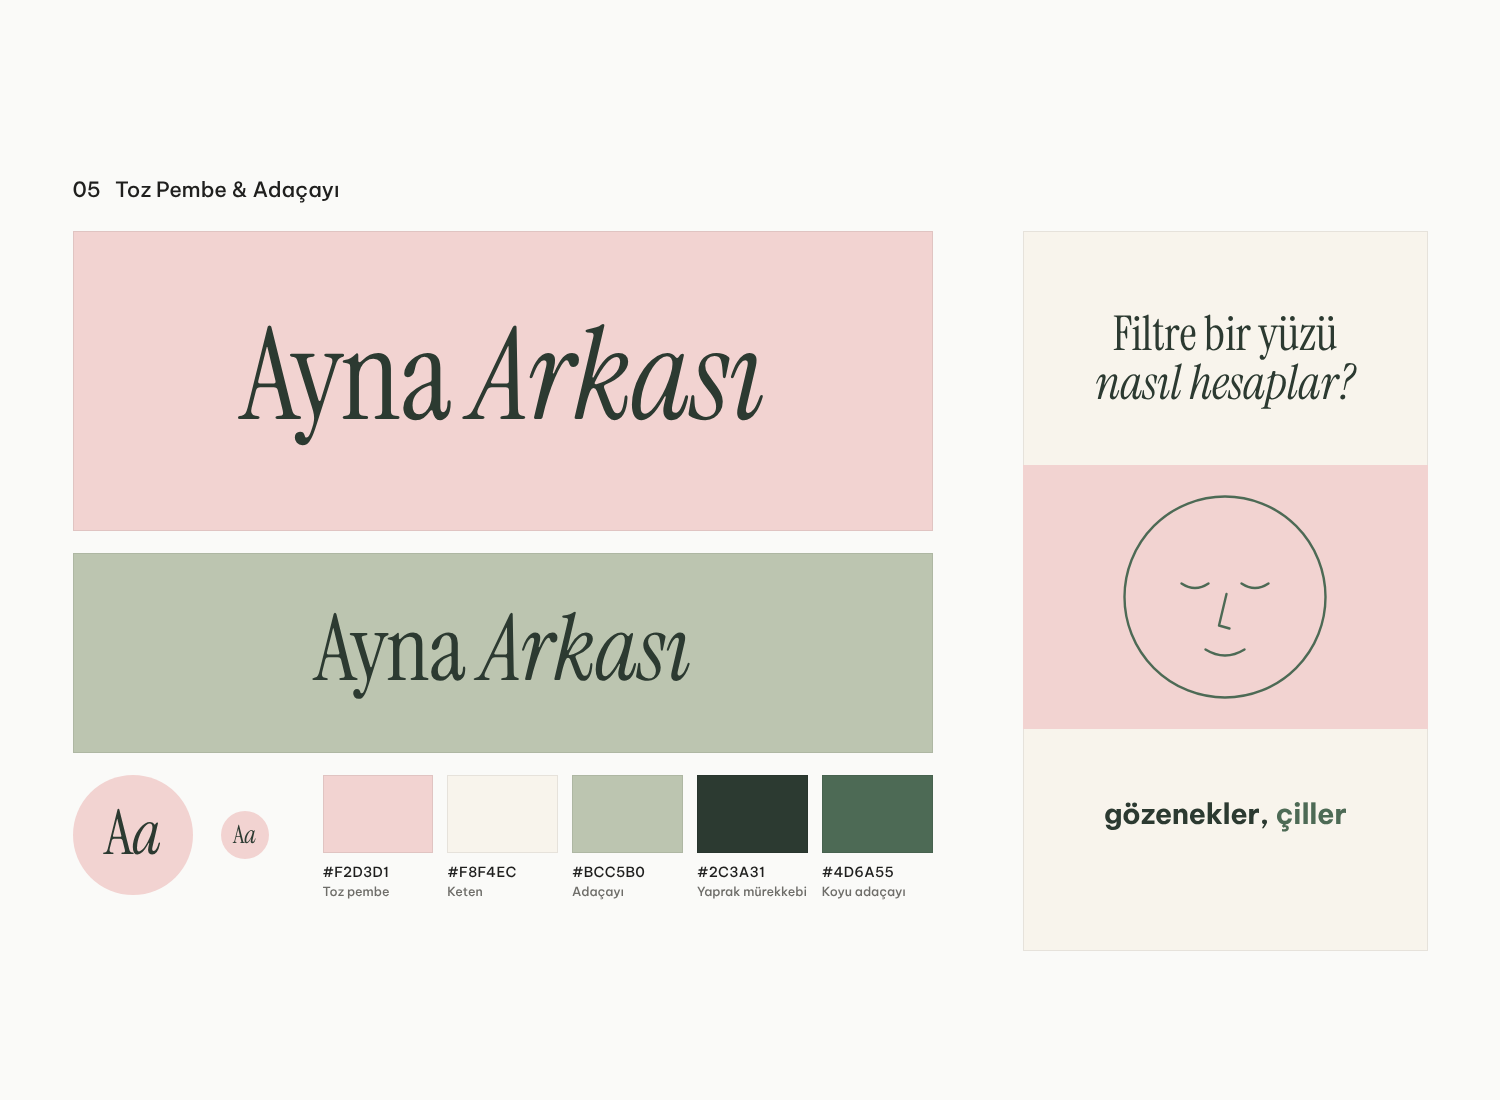 05 Toz Pembe & Adaçayı
Ayna Arkası
Ayna Arkası
Aa
Aa
#F2D3D1
Toz pembe
#F8F4EC
Keten
#BCC5B0
Adaçayı
#2C3A31
Yaprak mürekkebi
#4D6A55
Koyu adaçayı
Filtre bir yüzü
nasıl hesaplar?
gözenekler, çiller